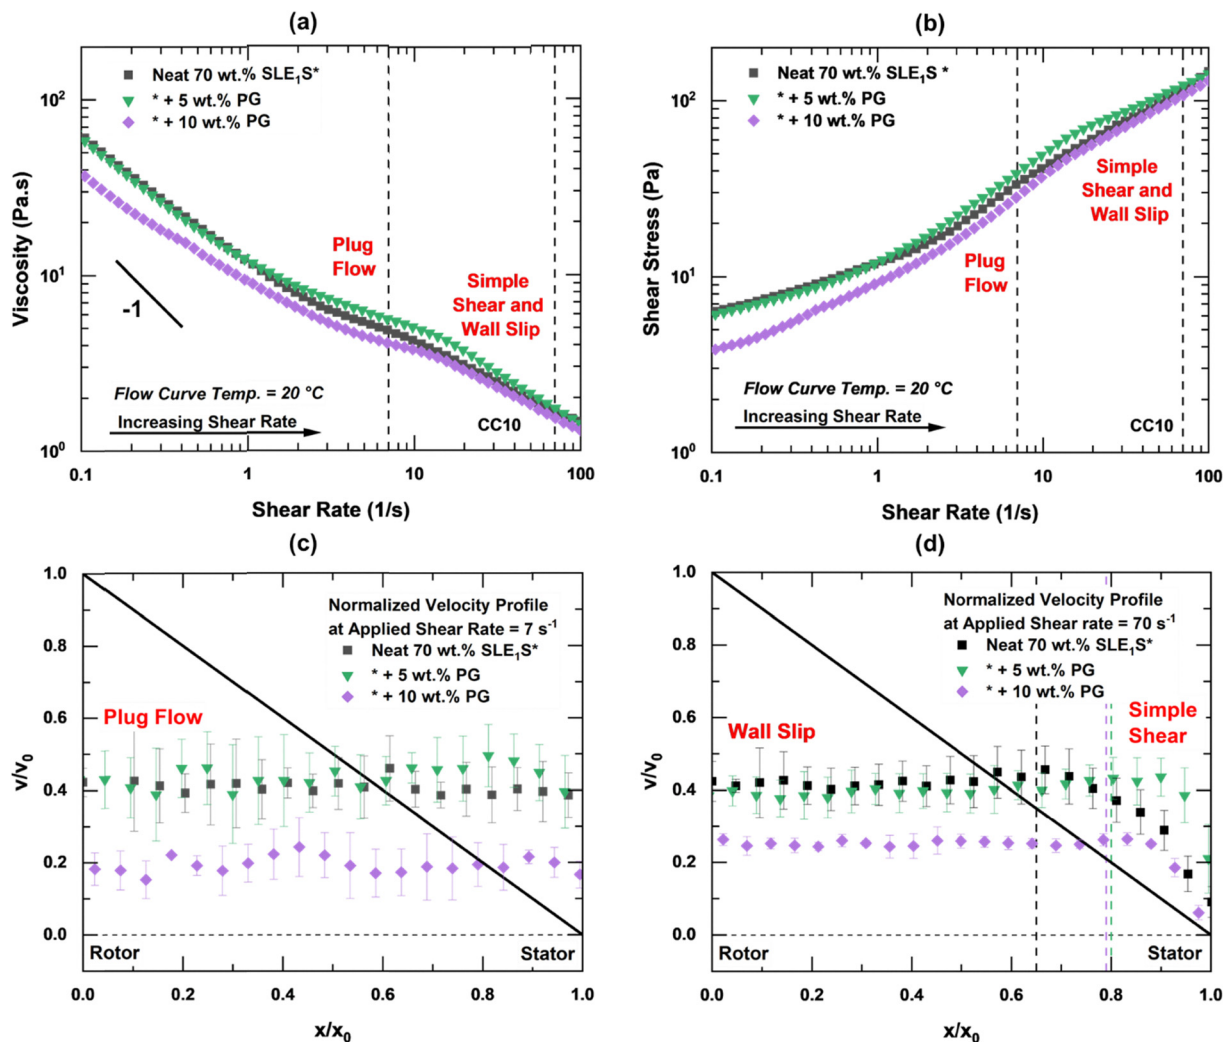 (a)
Neat 70 wt.% SLE₁S*
* + 5 wt.% PG
* + 10 wt.% PG
10²
10¹
10⁰
Viscosity (Pa.s)
Plug
Flow
Simple
Shear and
Wall Slip
-1
Flow Curve Temp. = 20 °C
Increasing Shear Rate
CC10
0.1
1
10
100
Shear Rate (1/s)
(b)
Neat 70 wt.% SLE₁S *
* + 5 wt.% PG
* + 10 wt.% PG
10²
10¹
10⁰
Shear Stress (Pa)
Simple
Shear and
Wall Slip
Plug
Flow
Flow Curve Temp. = 20 °C
Increasing Shear Rate
CC10
0.1
1
10
100
Shear Rate (1/s)
(c)
Normalized Velocity Profile
at Applied Shear Rate = 7 s⁻¹
Neat 70 wt.% SLE₁S*
* + 5 wt.% PG
* + 10 wt.% PG
Plug Flow
1.0
0.8
0.6
0.4
0.2
0.0
v/v₀
Rotor
Stator
0.0
0.2
0.4
0.6
0.8
1.0
x/x₀
(d)
Normalized Velocity Profile
at Applied Shear rate = 70 s⁻¹
Neat 70 wt.% SLE₁S*
* + 5 wt.% PG
* + 10 wt.% PG
Wall Slip
Simple
Shear
1.0
0.8
0.6
0.4
0.2
0.0
v/v₀
Rotor
Stator
0.0
0.2
0.4
0.6
0.8
1.0
x/x₀